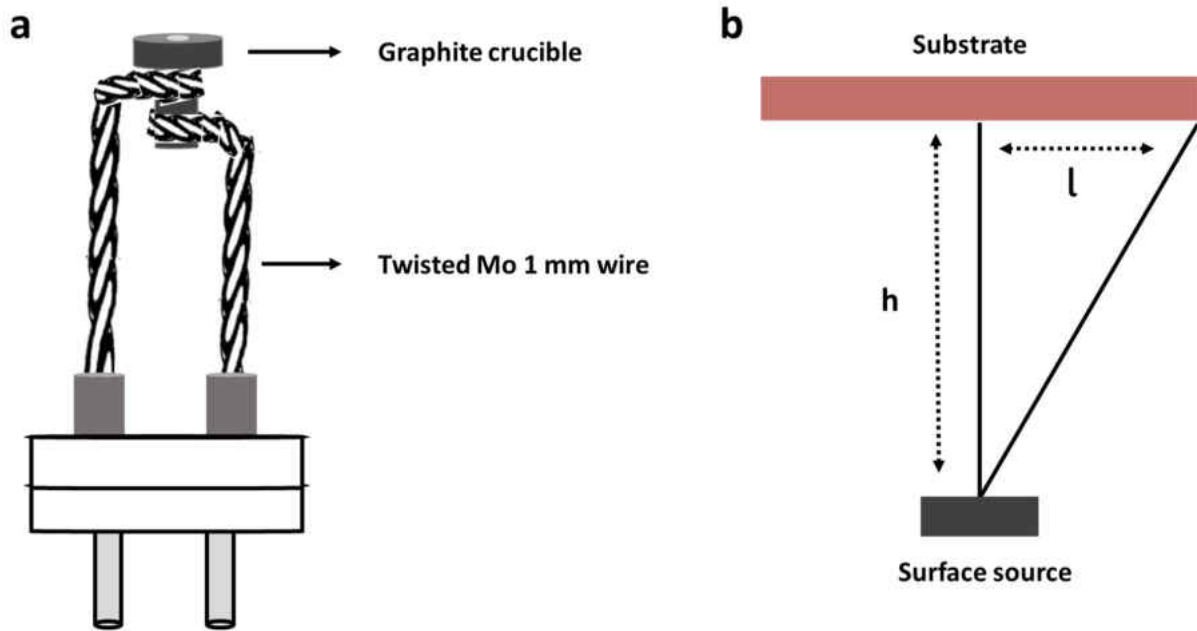 a
Graphite crucible
Twisted Mo 1 mm wire
b
Substrate
l
h
Surface source